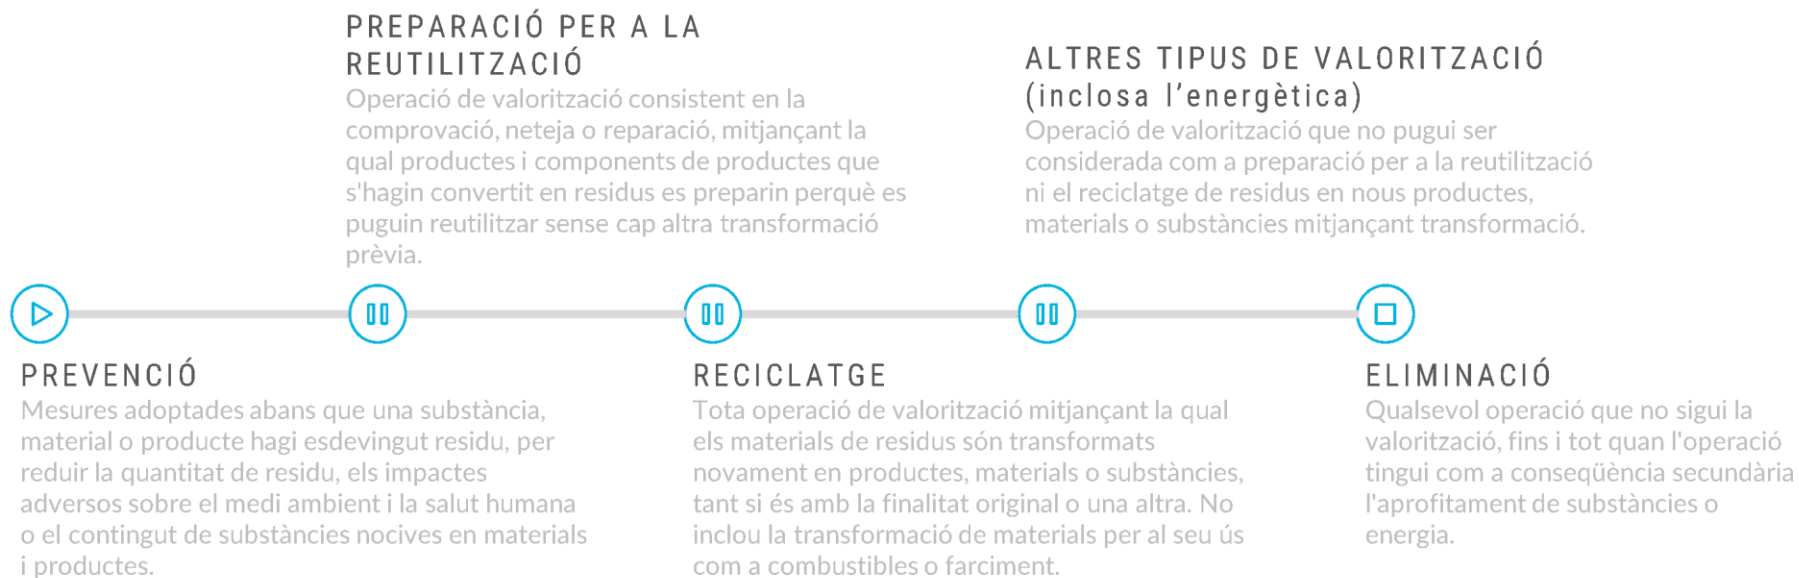 PREPARACIÓ PER A LA
REUTILITZACIÓ
Operació de valorització consistent en la
comprovació, neteja o reparació, mitjançant la
qual productes i components de productes que
s'hagin convertit en residus es preparin perquè es
puguin reutilitzar sense cap altra transformació
prèvia.
ALTRES TIPUS DE VALORITZACIÓ
(inclosa l'energètica)
Operació de valorització que no pugui ser
considerada com a preparació per a la reutilització
ni el reciclatge de residus en nous productes,
materials o substàncies mitjançant transformació.
PREVENCIÓ
Mesures adoptades abans que una substància,
material o producte hagi esdevingut residu, per
reduir la quantitat de residu, els impactes
adversos sobre el medi ambient i la salut humana
o el contingut de substàncies nocives en materials
i productes.
RECICLATGE
Tota operació de valorització mitjançant la qual
els materials de residus són transformats
novament en productes, materials o substàncies,
tant si és amb la finalitat original o una altra. No
inclou la transformació de materials per al seu ús
com a combustibles o farciment.
ELIMINACIÓ
Qualsevol operació que no sigui la
valorització, fins i tot quan l'operació
tingui com a conseqüència secundària
l'aprofitament de substàncies o
energia.